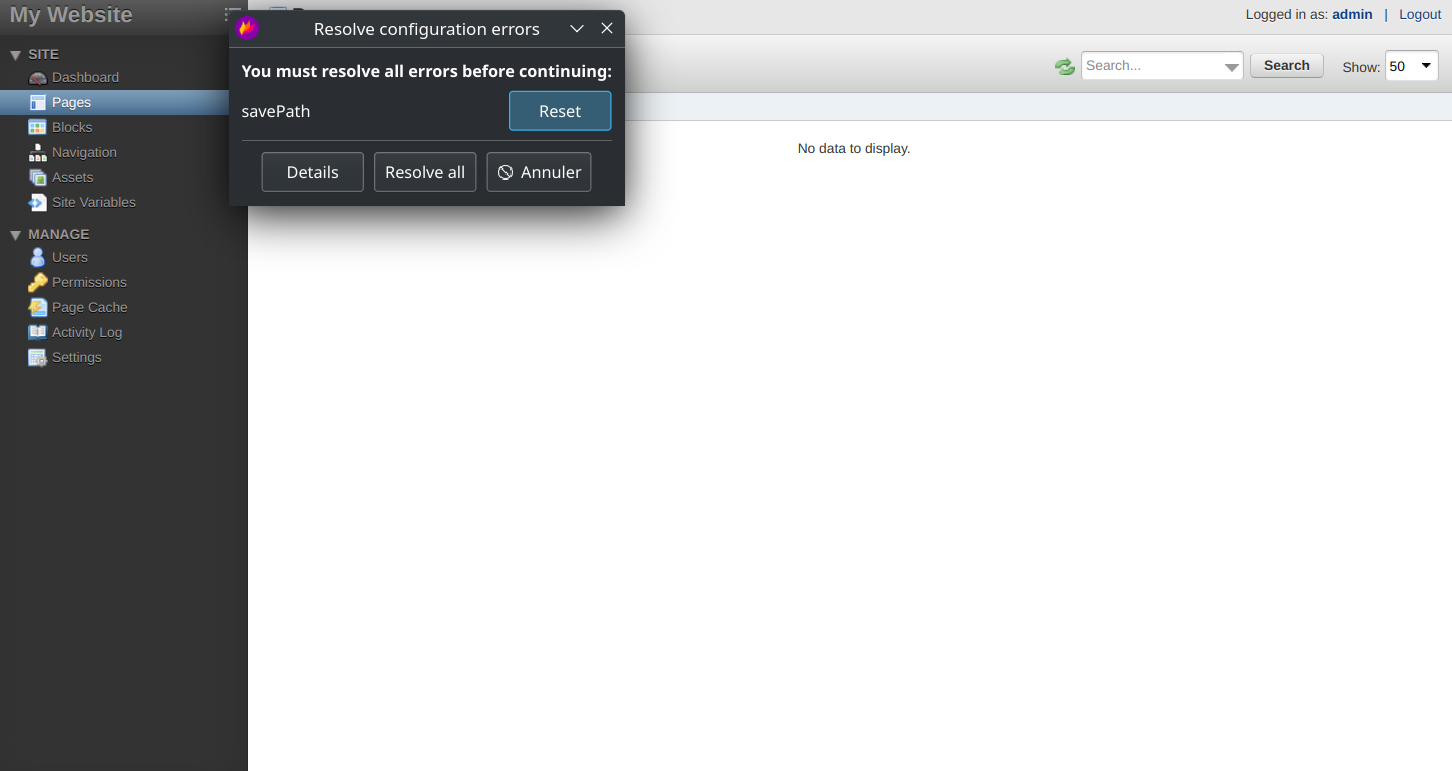 My Website
Logged in as: admin | Logout
Resolve configuration errors
You must resolve all errors before continuing:
savePath
Reset
Details
Resolve all
Annuler
SITE
Dashboard
Pages
Blocks
Navigation
Assets
Site Variables
MANAGE
Users
Permissions
Page Cache
Activity Log
Settings
Search...
Search
Show: 50
No data to display.